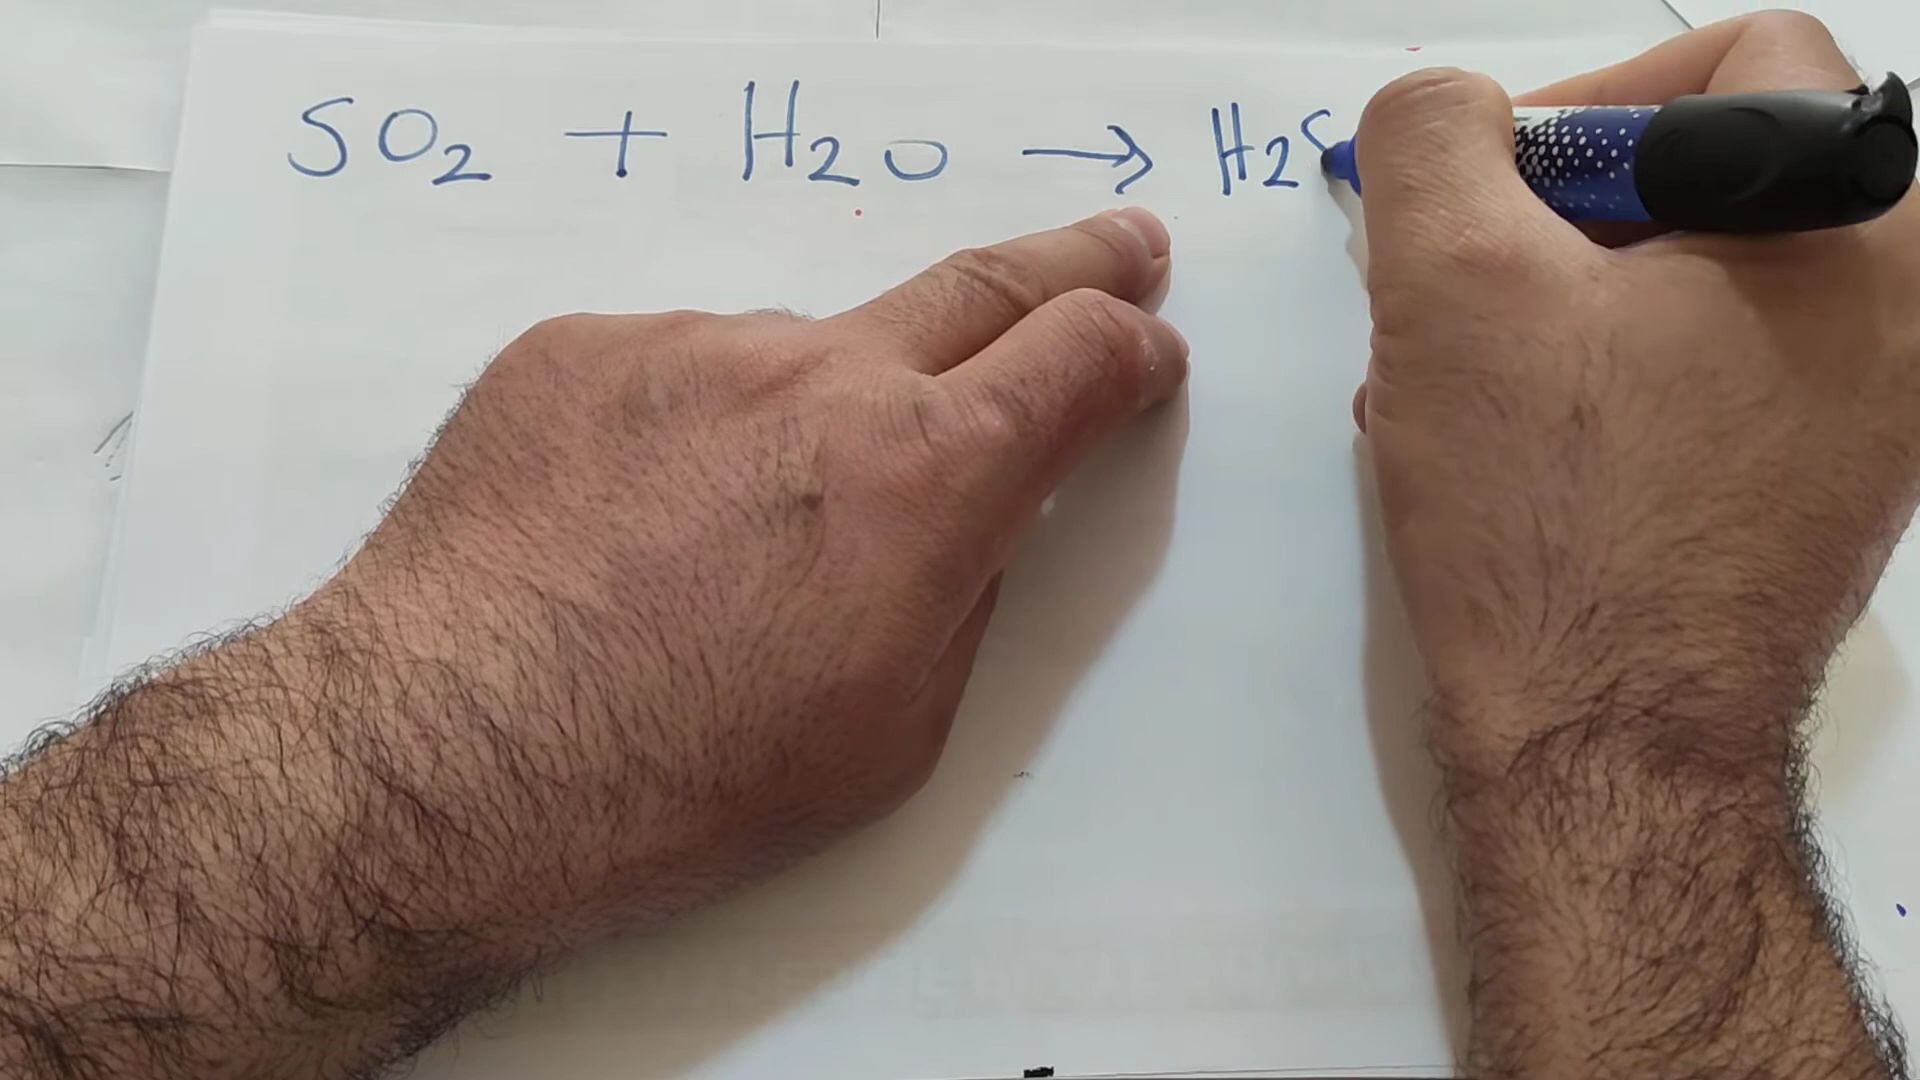 SO₂ + H₂O → H₂S